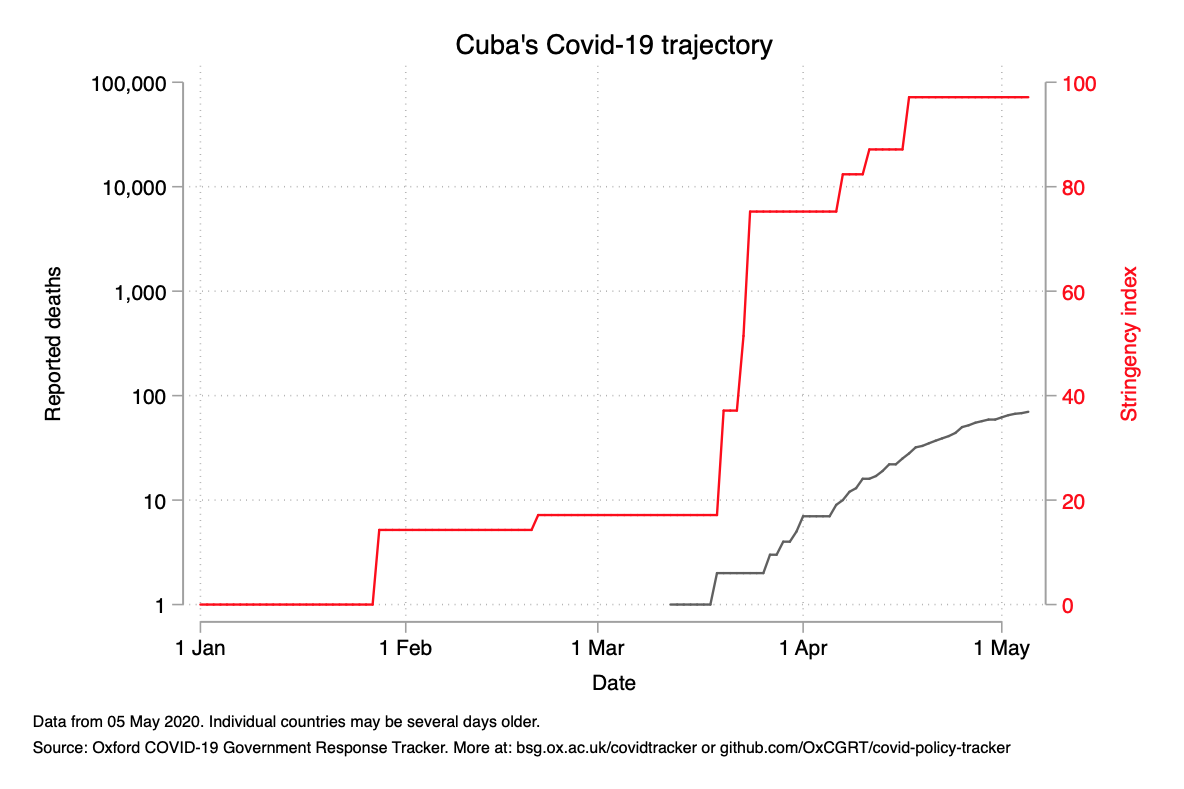 Cuba's Covid-19 trajectory
100,000
10,000
1,000
100
10
1
Reported deaths
100
80
60
40
20
0
Stringency index
1 Jan
1 Feb
1 Mar
1 Apr
1 May
Date
Data from 05 May 2020. Individual countries may be several days older.
Source: Oxford COVID-19 Government Response Tracker. More at: bsg.ox.ac.uk/covidtracker or github.com/OxCGRT/covid-policy-tracker